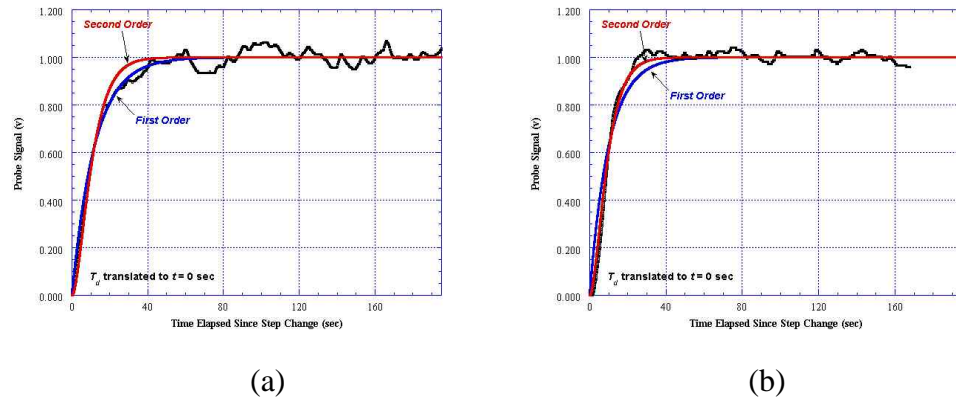 1.200
Second Order
1.000
0.800
First Order
0.600
0.400
0.200
T_d translated to t = 0 sec
0.000
0
40
80
120
160
Probe Signal (v)
Time Elapsed Since Step Change (sec)
(a)
1.200
Second Order
1.000
0.800
First Order
0.600
0.400
0.200
T_d translated to t = 0 sec
0.000
0
40
80
120
160
Probe Signal (v)
Time Elapsed Since Step Change (sec)
(b)